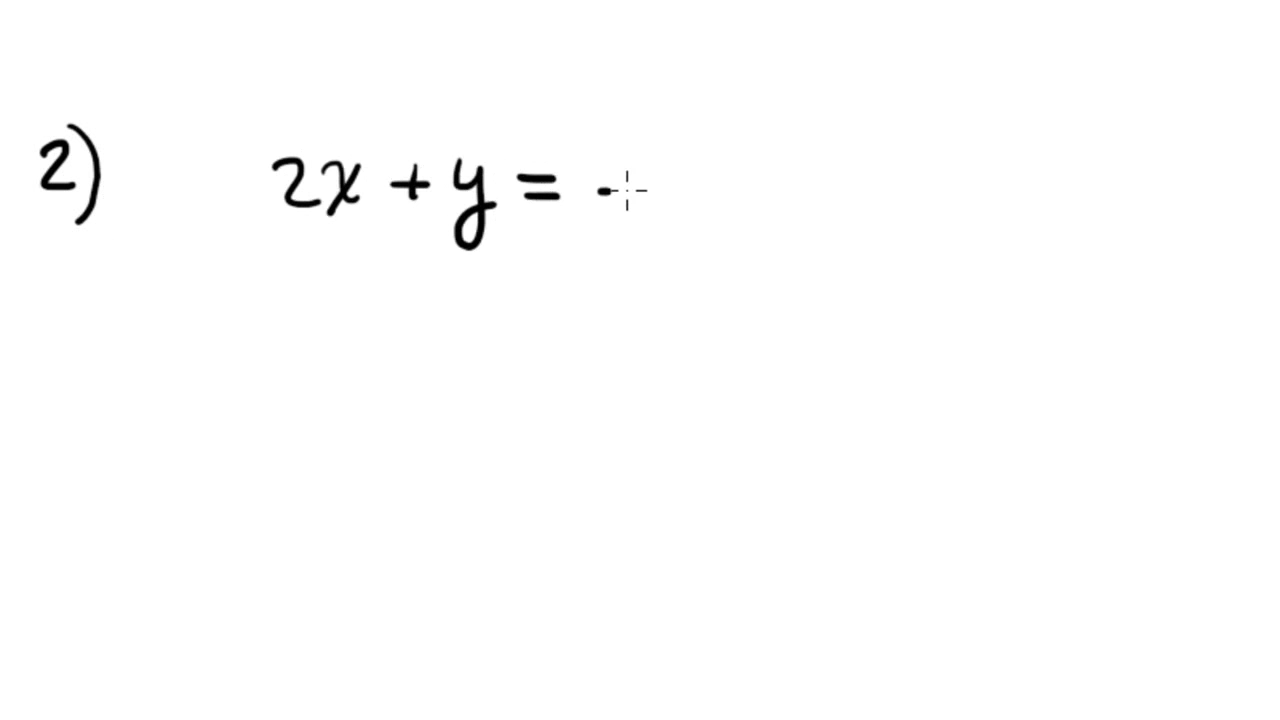 2) 2x + y = -